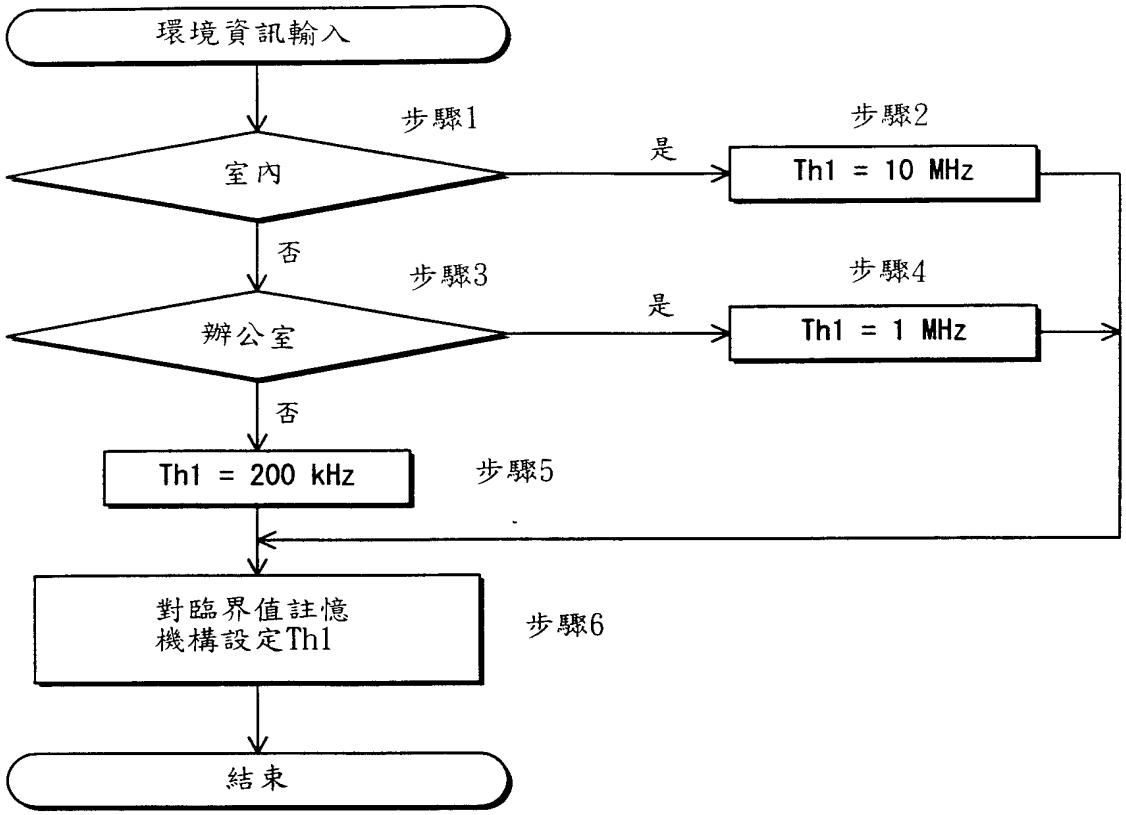 環境資訊輸入
步驟1
室內
是
步驟2
Th1 = 10 MHz
否
步驟3
辦公室
是
步驟4
Th1 = 1 MHz
否
Th1 = 200 kHz
步驟5
對臨界值註憶
機構設定Th1
步驟6
結束